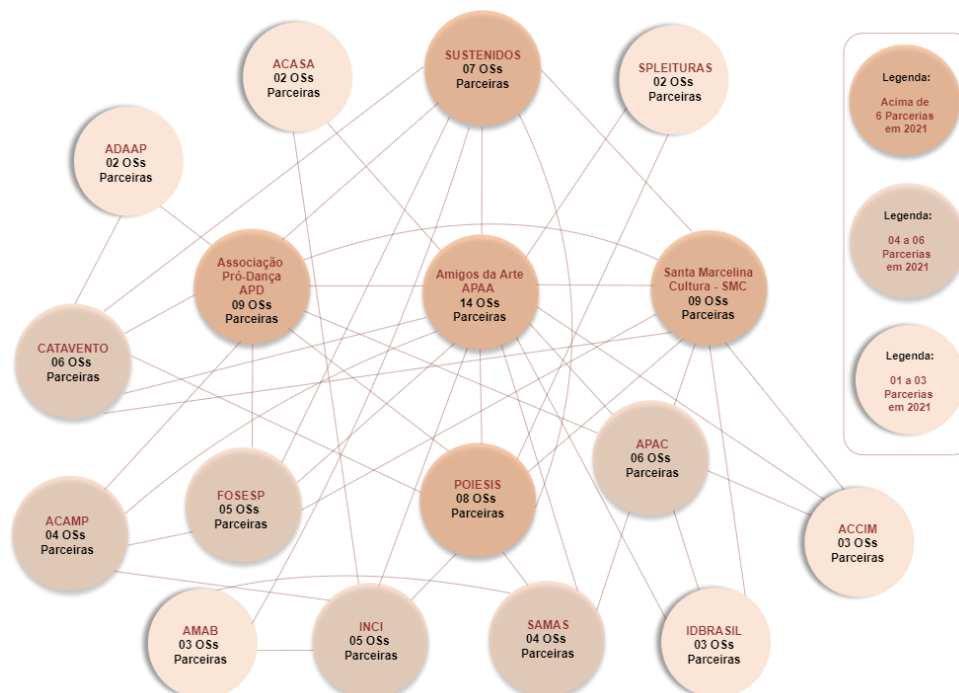 ACASA
02 OSs
Parceiras
SUSTENIDOS
07 OSs
Parceiras
SPLEITURAS
02 OSs
Parceiras
ADAAP
02 OSs
Parceiras
Associação
Pró-Dança
APD
09 OSs
Parceiras
Amigos da Arte
APAA
14 OSs
Parceiras
Santa Marcelina
Cultura - SMC
09 OSs
Parceiras
CATAVENTO
06 OSs
Parceiras
ACAMP
04 OSs
Parceiras
FOSESP
05 OSs
Parceiras
POIESIS
08 OSs
Parceiras
APAC
06 OSs
Parceiras
ACCIM
03 OSs
Parceiras
AMAB
03 OSs
Parceiras
INCI
05 OSs
Parceiras
SAMAS
04 OSs
Parceiras
IDBRASIL
03 OSs
Parceiras
Legenda:
Acima de
6 Parcerias
em 2021
Legenda:
04 a 06
Parcerias
em 2021
Legenda:
01 a 03
Parcerias
em 2021